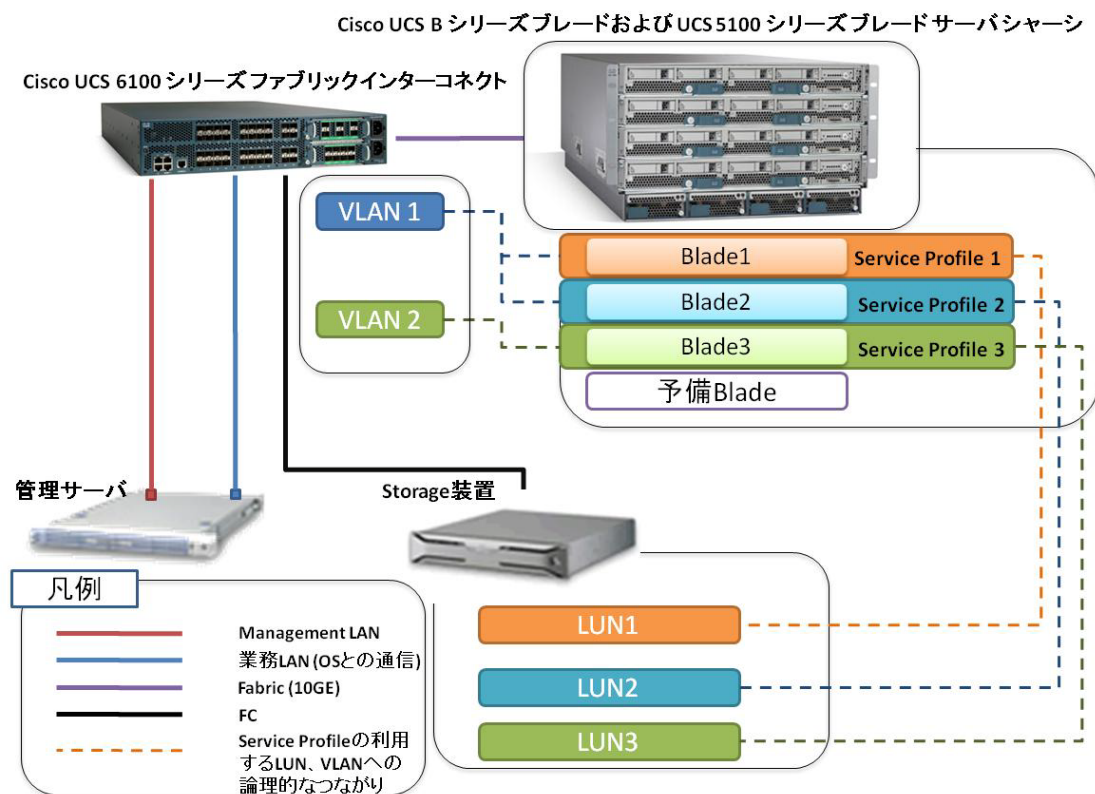 Cisco UCS B シリーズブレードおよび UCS 5100 シリーズブレード サーバ シャーシ
Cisco UCS 6100 シリーズ ファブリックインターコネクト
VLAN 1
VLAN 2
Blade1
Service Profile 1
Blade2
Service Profile 2
Blade3
Service Profile 3
予備Blade
管理サーバ
Storage装置
凡例
Management LAN
業務LAN (OSとの通信)
Fabric (10GE)
FC
Service Profileの利用
するLUN、VLANへの
論理的なつながり
LUN1
LUN2
LUN3